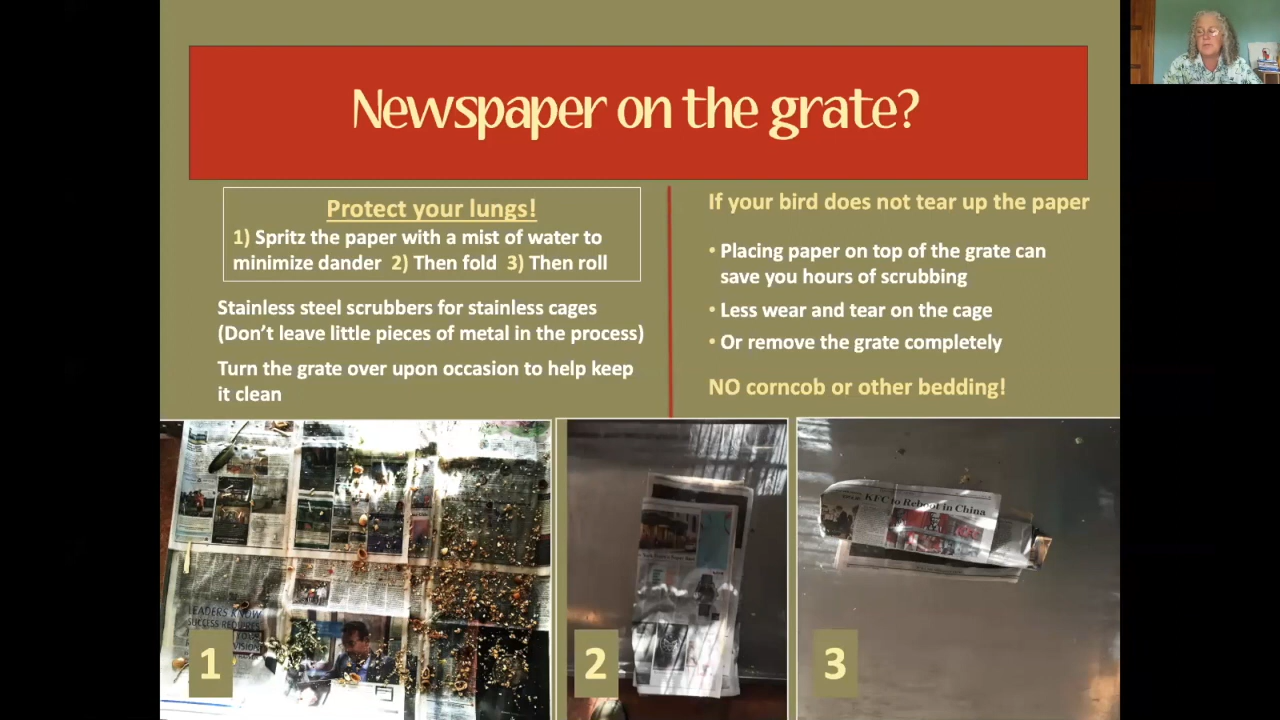 Newspaper on the grate?
Protect your lungs!
1) Spritz the paper with a mist of water to
minimize dander 2) Then fold 3) Then roll
Stainless steel scrubbers for stainless cages
(Don't leave little pieces of metal in the process)
Turn the grate over upon occasion to help keep
it clean
If your bird does not tear up the paper
• Placing paper on top of the grate can
save you hours of scrubbing
• Less wear and tear on the cage
• Or remove the grate completely
NO corncob or other bedding!
LEADERS KNOW
SUCCESS REQUIRES
VISION
1
2
KFC to Reboot in China
3